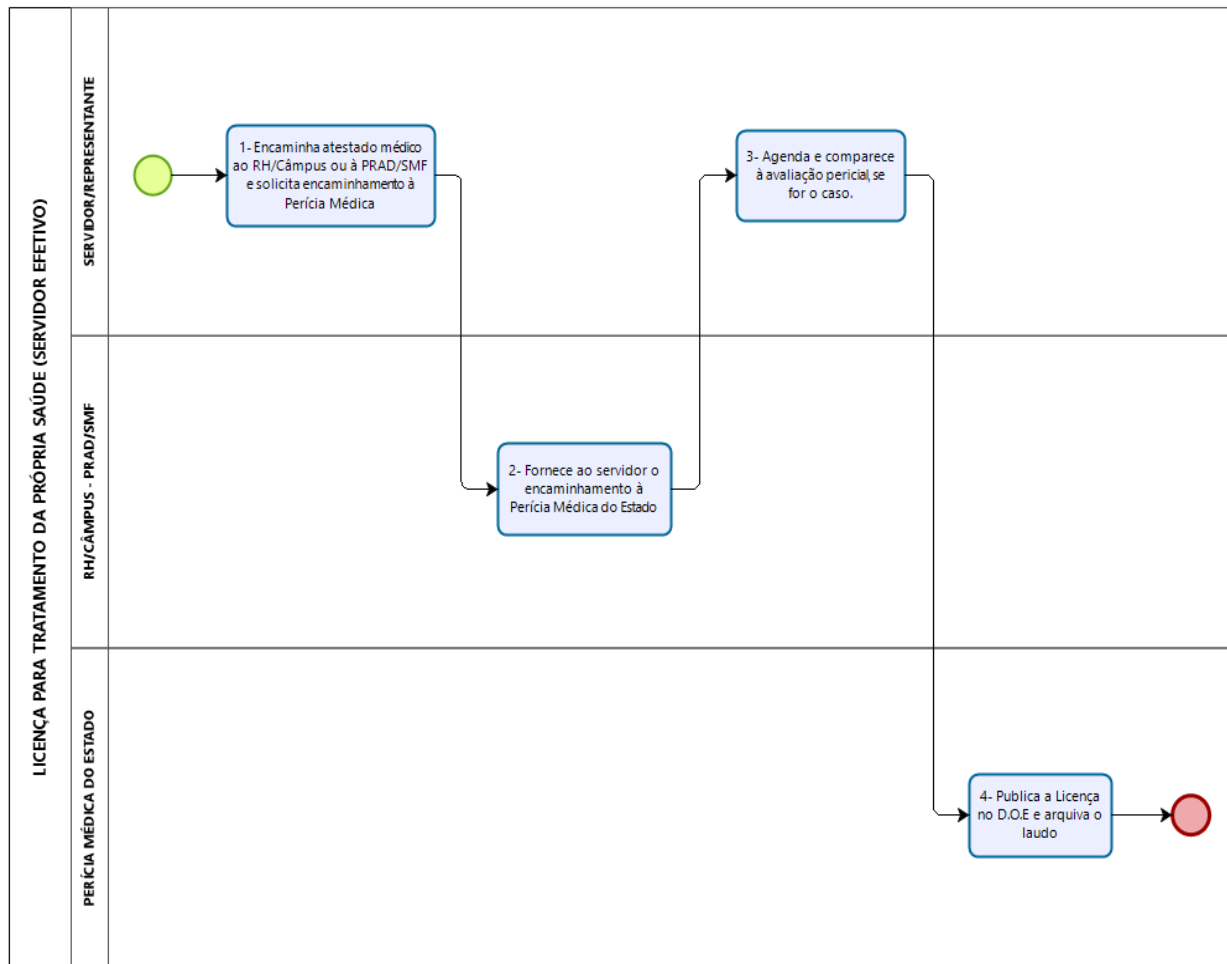 LICENÇA PARA TRATAMENTO DA PRÓPRIA SAÚDE (SERVIDOR EFETIVO)
SERVIDOR/REPRESENTANTE
1- Encaminha atestado médico
ao RH/Câmpus ou à PRAD/SMF
e solicita encaminhamento à
Perícia Médica
3- Agenda e comparece
à avaliação pericial, se
for o caso.
RH/CÂMPUS - PRAD/SMF
2- Fornece ao servidor o
encaminhamento à
Perícia Médica do Estado
PERÍCIA MÉDICA DO ESTADO
4- Publica a Licença
no D.O.E e arquiva o
laudo